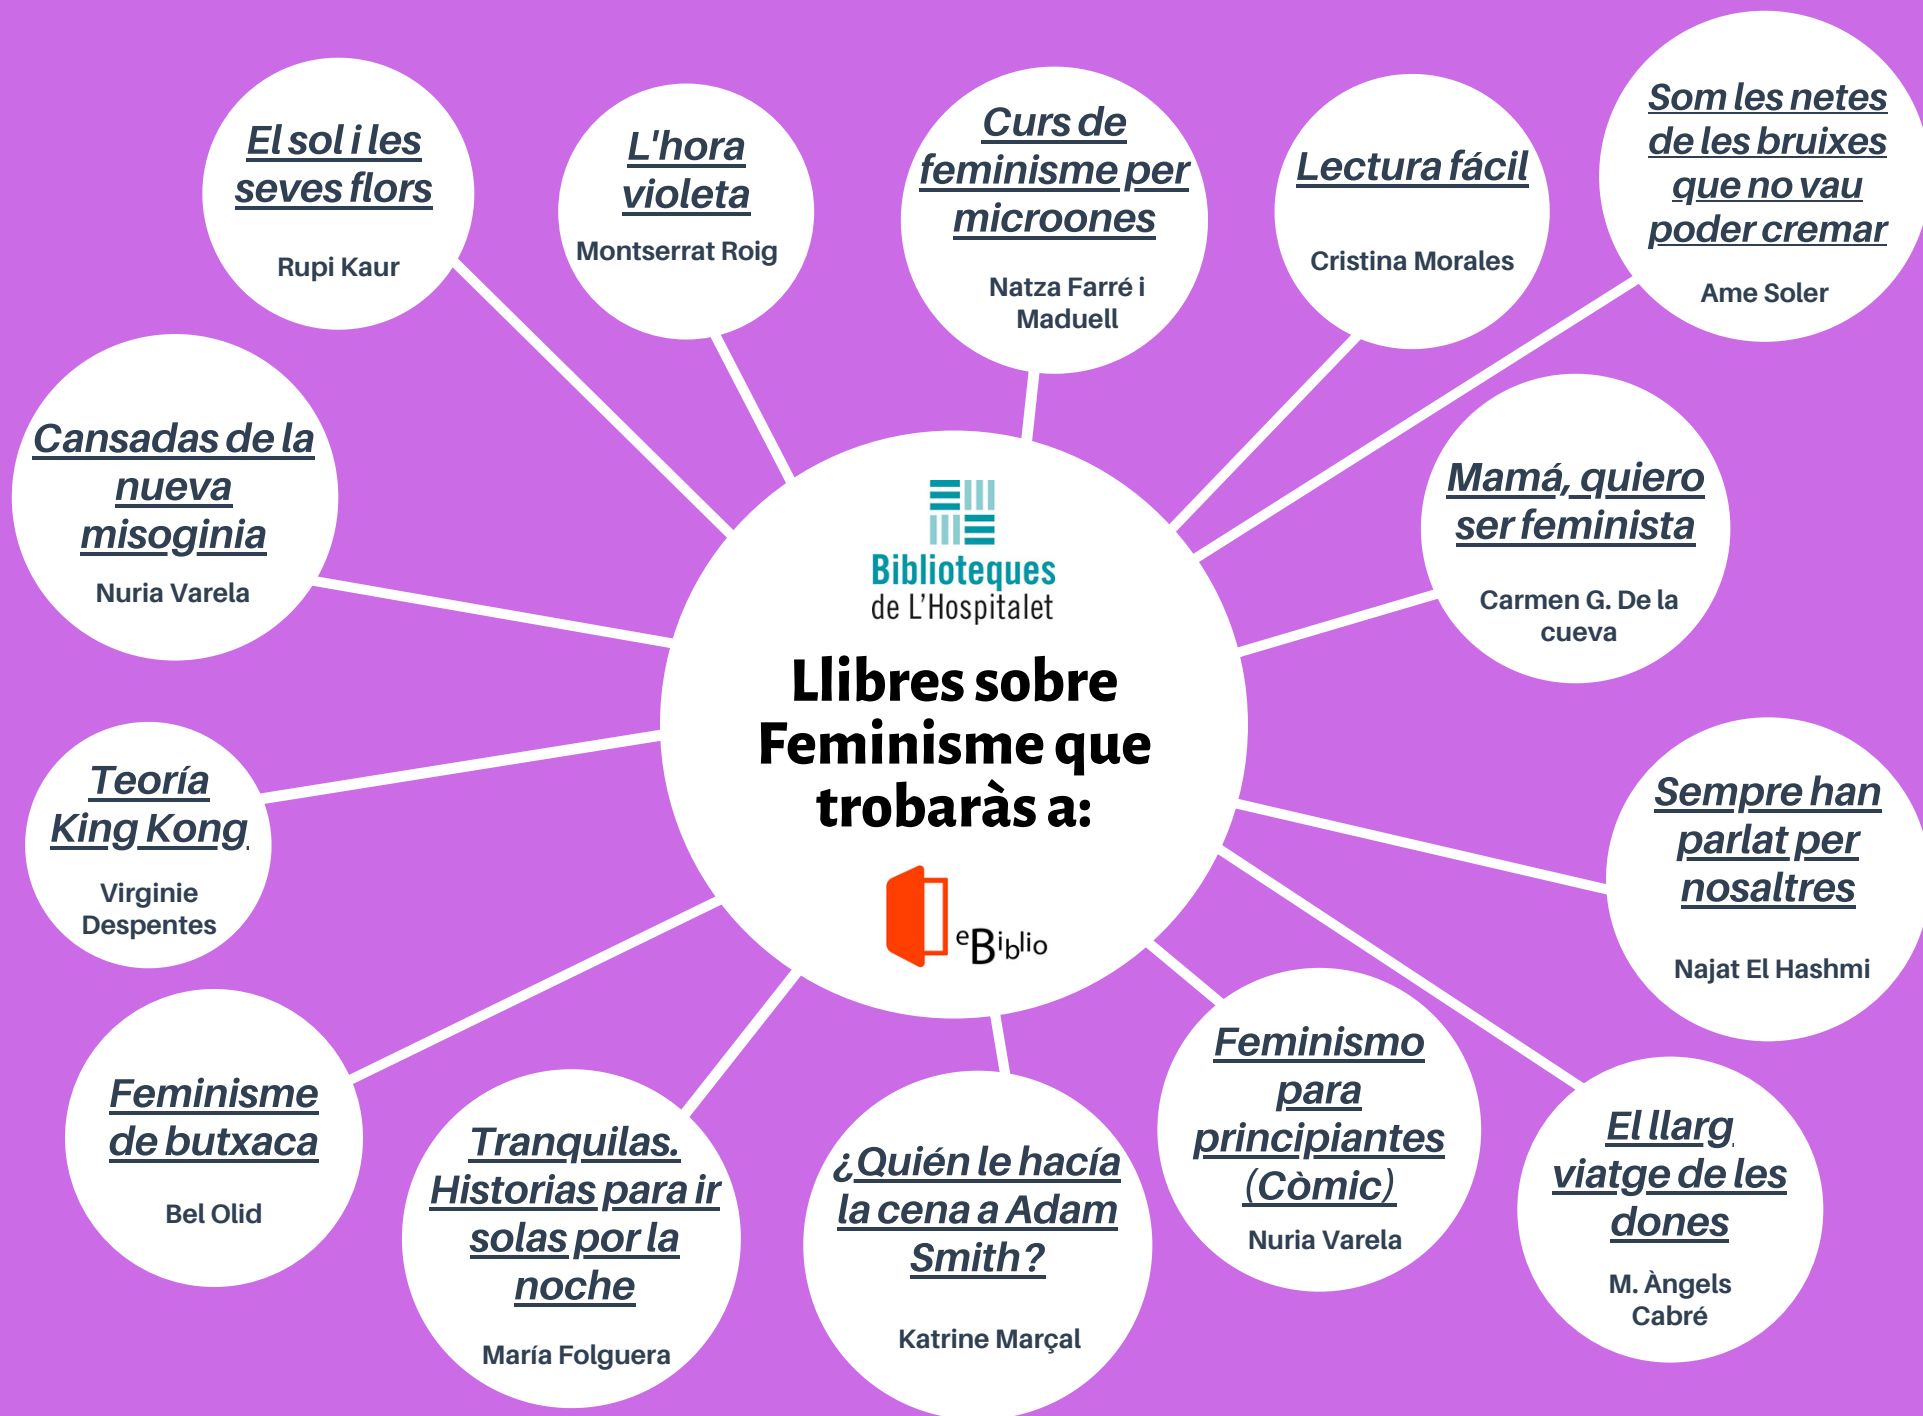 El sol i les
seves flors
Rupi Kaur
L'hora
violeta
Montserrat Roig
Curs de
feminisme per
microones
Natza Farré i
Maduell
Lectura fácil
Cristina Morales
Som les netes
de les bruixes
que no vau
poder cremar
Ame Soler
Cansadas de la
nueva
misoginia
Nuria Varela
Biblioteques
de L'Hospitalet
Llibres sobre
Feminisme que
trobaràs a:
eBiblio
Mamá, quiero
ser feminista
Carmen G. De la
cueva
Teoría
King Kong
Virginie
Despentes
Sempre han
parlat per
nosaltres
Najat El Hashmi
Feminisme
de butxaca
Bel Olid
Tranquilas.
Historias para ir
solas por la
noche
María Folguera
¿Quién le hacía
la cena a Adam
Smith?
Katrine Marçal
Feminismo
para
principiantes
(Còmic)
Nuria Varela
El llarg
viatge de les
dones
M. Àngels
Cabré